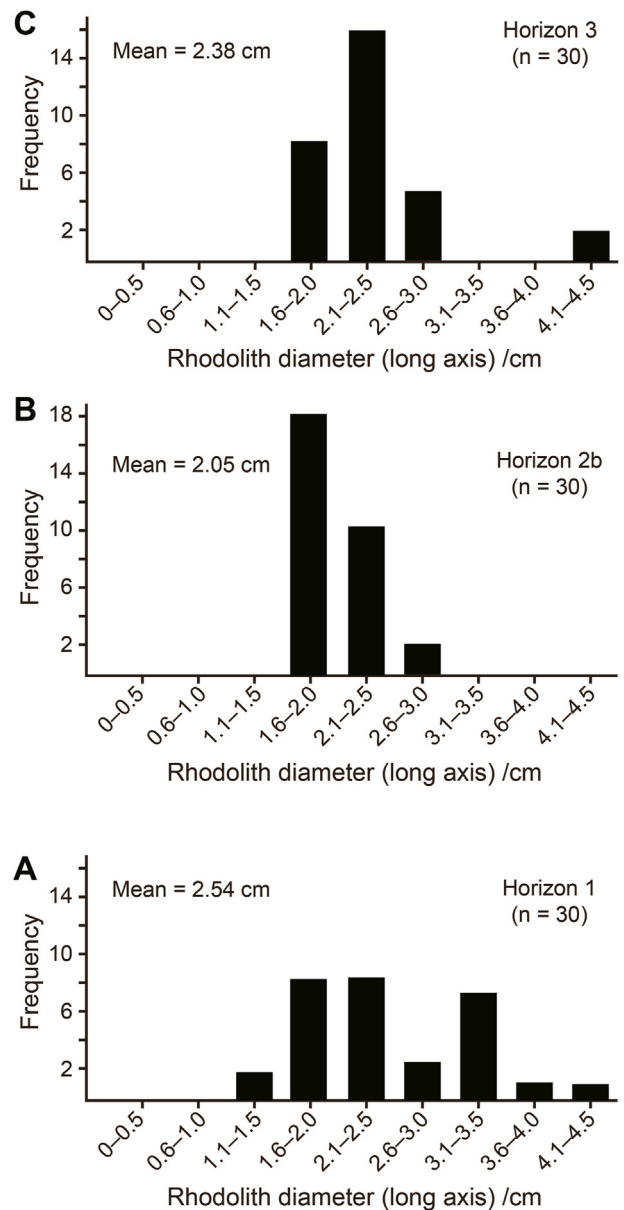 C
Mean = 2.38 cm
Horizon 3
(n = 30)
Frequency
14
10
6
2
0–0.5
0.6–1.0
1.1–1.5
1.6–2.0
2.1–2.5
2.6–3.0
3.1–3.5
3.6–4.0
4.1–4.5
Rhodolith diameter (long axis) /cm
B
Mean = 2.05 cm
Horizon 2b
(n = 30)
Frequency
18
14
10
6
2
0–0.5
0.6–1.0
1.1–1.5
1.6–2.0
2.1–2.5
2.6–3.0
3.1–3.5
3.6–4.0
4.1–4.5
Rhodolith diameter (long axis) /cm
A
Mean = 2.54 cm
Horizon 1
(n = 30)
Frequency
14
10
6
2
0–0.5
0.6–1.0
1.1–1.5
1.6–2.0
2.1–2.5
2.6–3.0
3.1–3.5
3.6–4.0
4.1–4.5
Rhodolith diameter (long axis) /cm